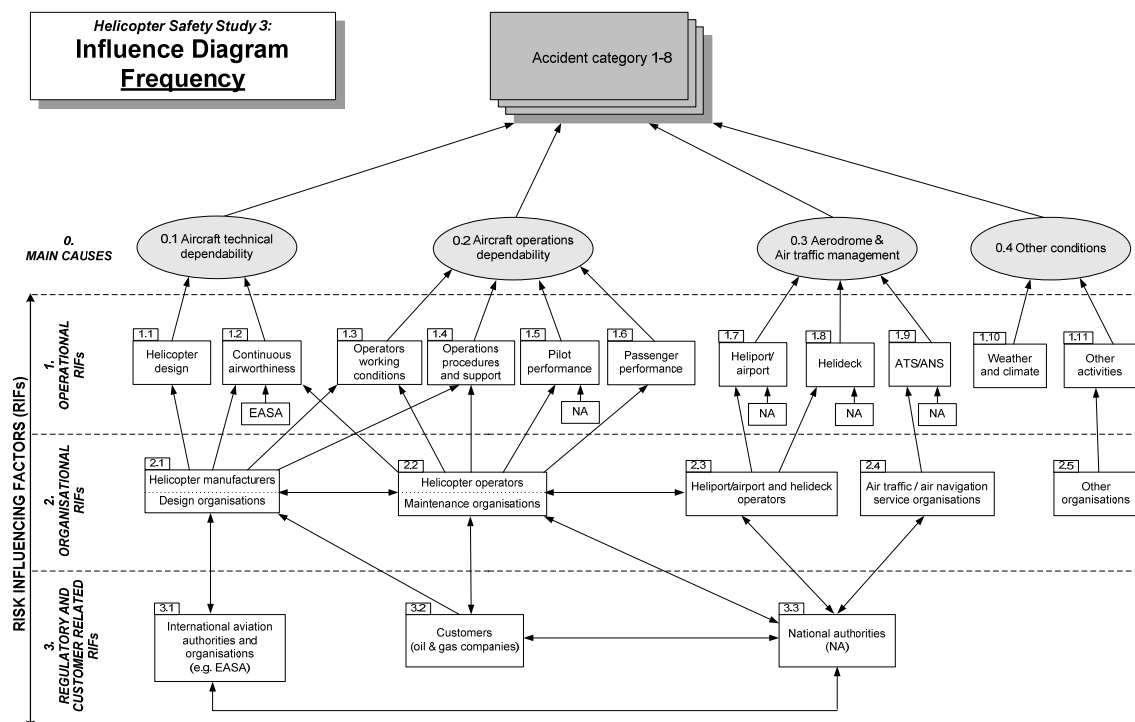 Helicopter Safety Study 3:
Influence Diagram
Frequency
Accident category 1-8
0.
MAIN CAUSES
0.1 Aircraft technical
dependability
0.2 Aircraft operations
dependability
0.3 Aerodrome &
Air traffic management
0.4 Other conditions
RISK INFLUENCING FACTORS (RIFs)
1.
OPERATIONAL
RIFs
1.1
Helicopter
design
1.2
Continuous
airworthiness
EASA
1.3
Operators
working
conditions
1.4
Operations
procedures
and support
1.5
Pilot
performance
NA
1.6
Passenger
performance
1.7
Heliport/
airport
NA
1.8
Helideck
NA
1.9
ATS/ANS
NA
1.10
Weather
and climate
1.11
Other
activities
2.
ORGANISATIONAL
RIFs
2.1
Helicopter manufacturers
Design organisations
2.2
Helicopter operators
Maintenance organisations
2.3
Heliport/airport and helideck
operators
2.4
Air traffic / air navigation
service organisations
2.5
Other
organisations
3.
REGULATORY AND
CUSTOMER RELATED
RIFs
3.1
International aviation
authorities and
organisations
(e.g. EASA)
3.2
Customers
(oil & gas companies)
3.3
National authorities
(NA)